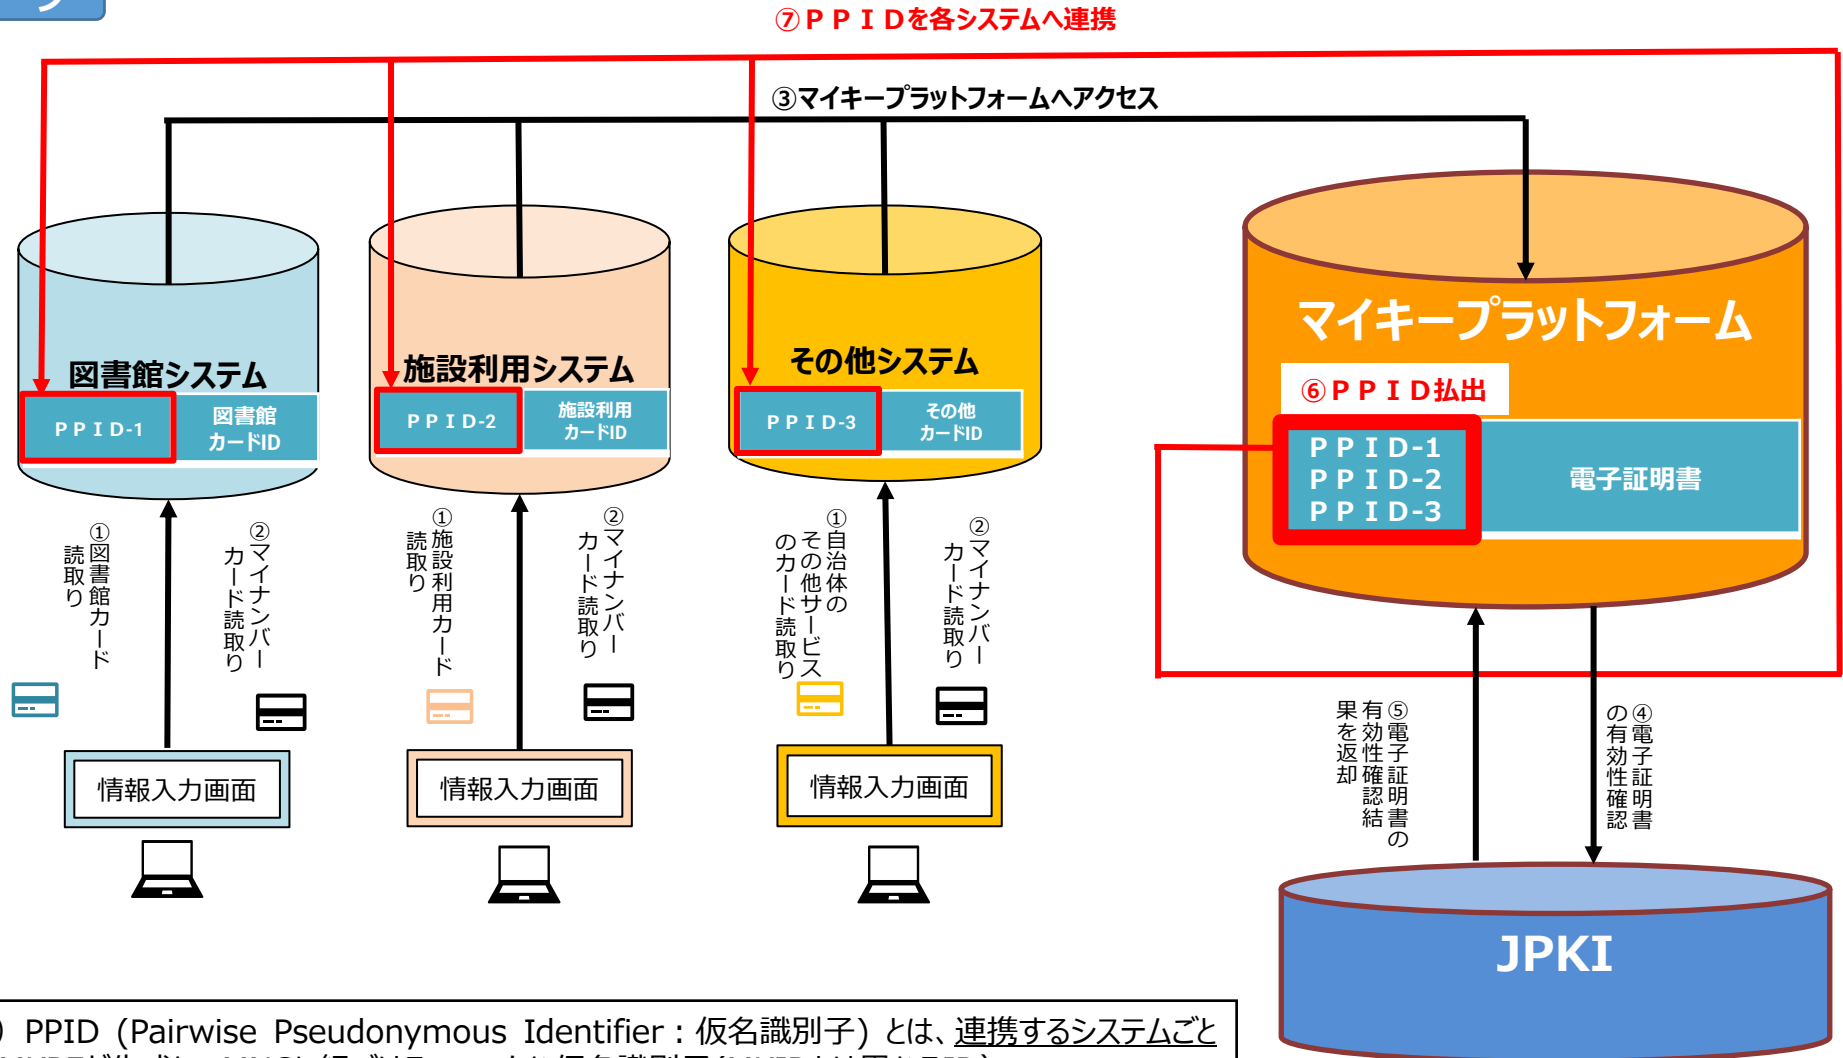 ⑦ＰＰＩＤを各システムへ連携
③マイキープラットフォームへアクセス
図書館システム
ＰＰＩＤ-1
図書館
カードID
施設利用システム
ＰＰＩＤ-2
施設利用
カードID
その他システム
ＰＰＩＤ-3
その他
カードID
マイキープラットフォーム
⑥ＰＰＩＤ払出
ＰＰＩＤ-1
ＰＰＩＤ-2
ＰＰＩＤ-3
電子証明書
①図書館カード
読取り
②マイナンバー
カード読取り
①施設利用カード
読取り
②マイナンバー
カード読取り
①自治体の
その他サービス
のカード読取り
②マイナンバー
カード読取り
⑤電子証明書の
有効性確認結
果を返却
④電子証明書
の有効性確認
情報入力画面
情報入力画面
情報入力画面
JPKI
) PPID (Pairwise Pseudonymous Identifier：仮名識別子) とは、連携するシステムごと